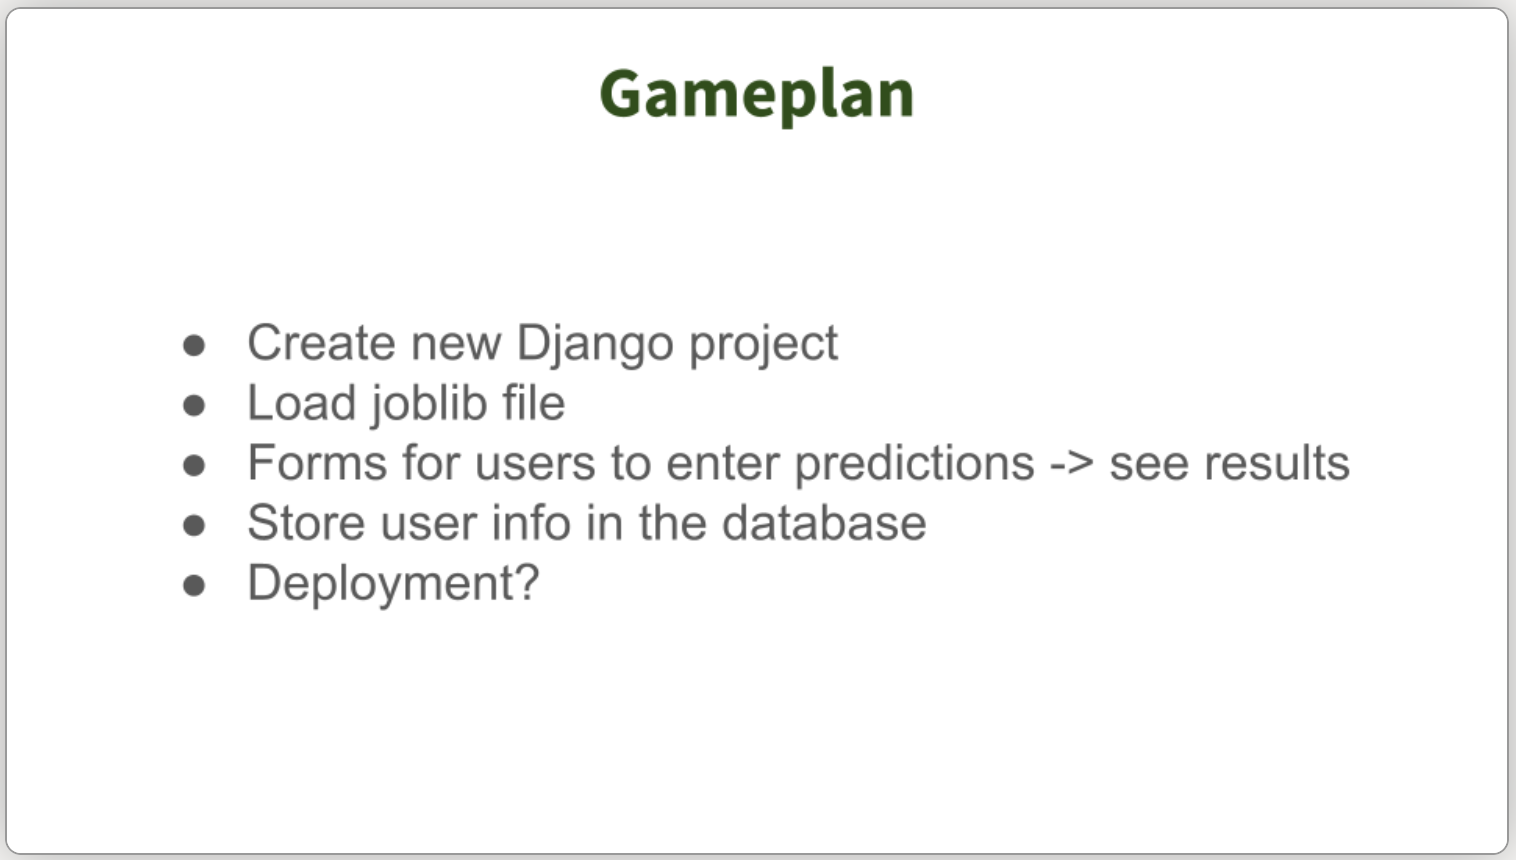 Gameplan
● Create new Django project
● Load joblib file
● Forms for users to enter predictions -> see results
● Store user info in the database
● Deployment?